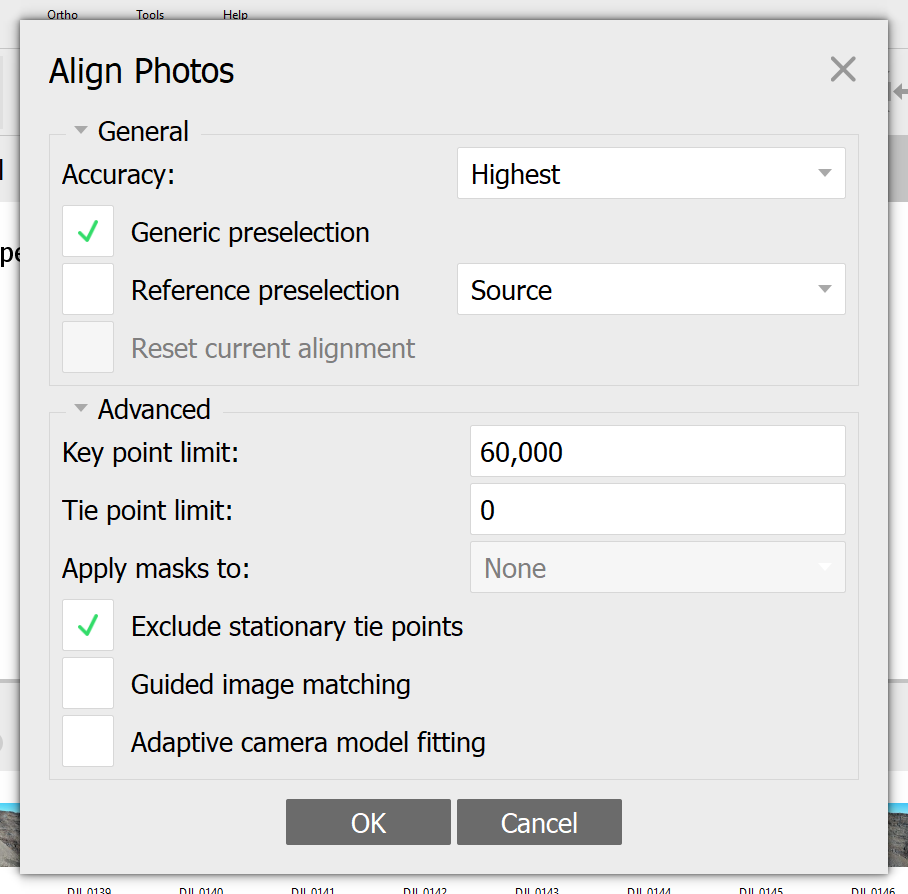 Ortho Tools Help
Align Photos
General
Accuracy: Highest
Generic preselection
Reference preselection Source
Reset current alignment
Advanced
Key point limit: 60,000
Tie point limit: 0
Apply masks to: None
Exclude stationary tie points
Guided image matching
Adaptive camera model fitting
OK Cancel
DJI_0139 DJI_0140 DJI_0141 DJI_0142 DJI_0143 DJI_0144 DJI_0145 DJI_0146